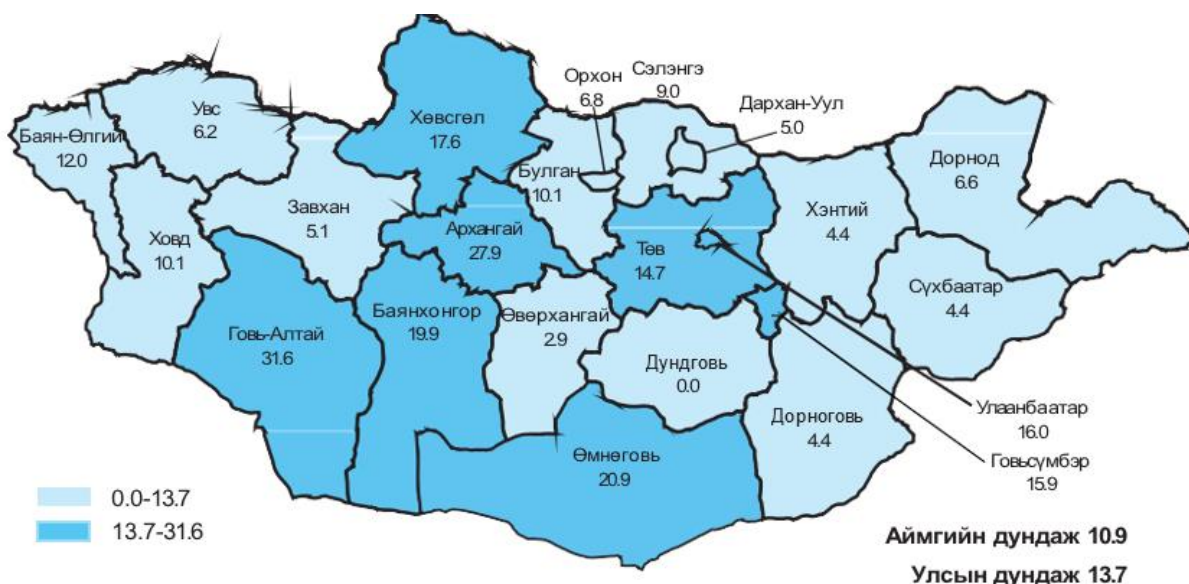 Увс
6.2
Баян-Өлгий
12.0
Ховд
10.1
Завхан
5.1
Хөвсгөл
17.6
Архангай
27.9
Булган
10.1
Орхон
6.8
Сэлэнгэ
9.0
Дархан-Уул
5.0
Төв
14.7
Хэнтий
4.4
Дорнод
6.6
Сүхбаатар
4.4
Говь-Алтай
31.6
Баянхонгор
19.9
Өвөрхангай
2.9
Дундговь
0.0
Дорноговь
4.4
Өмнөговь
20.9
Улаанбаатар
16.0
Говьсүмбэр
15.9
0.0-13.7
13.7-31.6
Аймгийн дундаж 10.9
Улсын дундаж 13.7